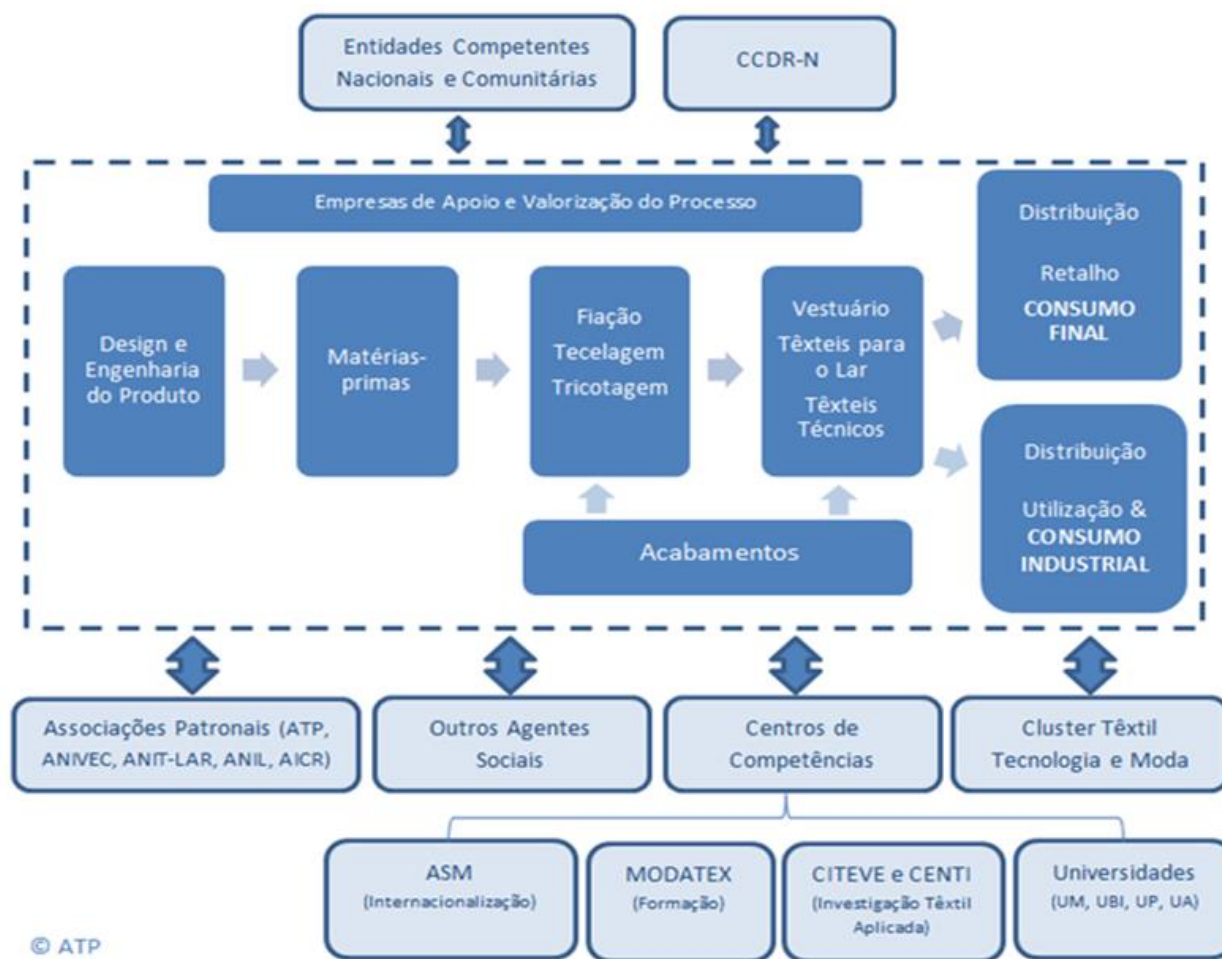 Entidades Competentes
Nacionais e Comunitárias
CCDR-N
Empresas de Apoio e Valorização do Processo
Design e
Engenharia
do Produto
Matérias-
primas
Fiação
Tecelagem
Tricotagem
Vestuário
Têxteis para
o Lar
Têxteis
Técnicos
Distribuição
Retalho
CONSUMO
FINAL
Distribuição
Utilização &
CONSUMO
INDUSTRIAL
Acabamentos
Associações Patronais (ATP,
ANIVEC, ANIT-LAR, ANIL, AICR)
Outros Agentes
Sociais
Centros de
Competências
Cluster Têxtil
Tecnologia e Moda
ASM
(Internacionalização)
MODATEX
(Formação)
CITEVE e CENTI
(Investigação Têxtil
Aplicada)
Universidades
(UM, UBI, UP, UA)
© ATP